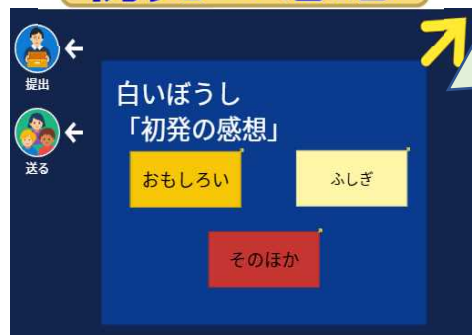 提出
送る
白いぼうし
「初発の感想」
おもしろい
ふしぎ
そのほか